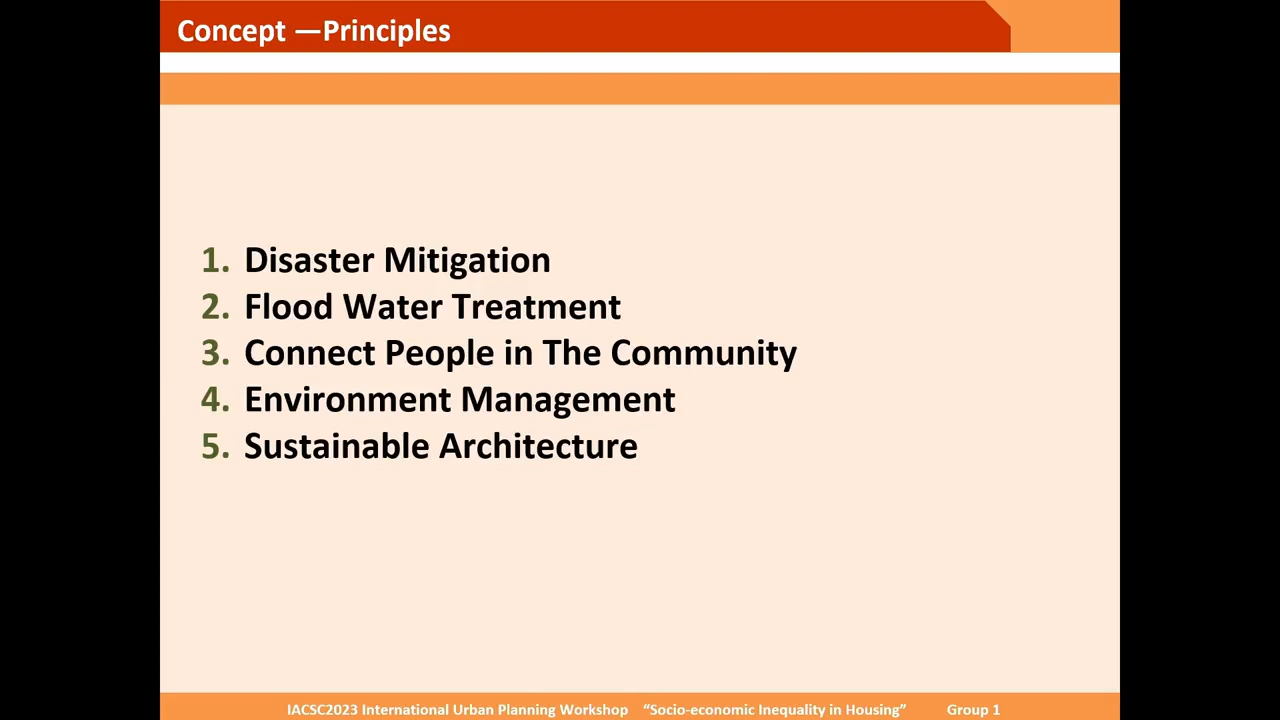 Concept —Principles
1. Disaster Mitigation
2. Flood Water Treatment
3. Connect People in The Community
4. Environment Management
5. Sustainable Architecture
IACSC2023 International Urban Planning Workshop “Socio-economic Inequality in Housing” Group 1